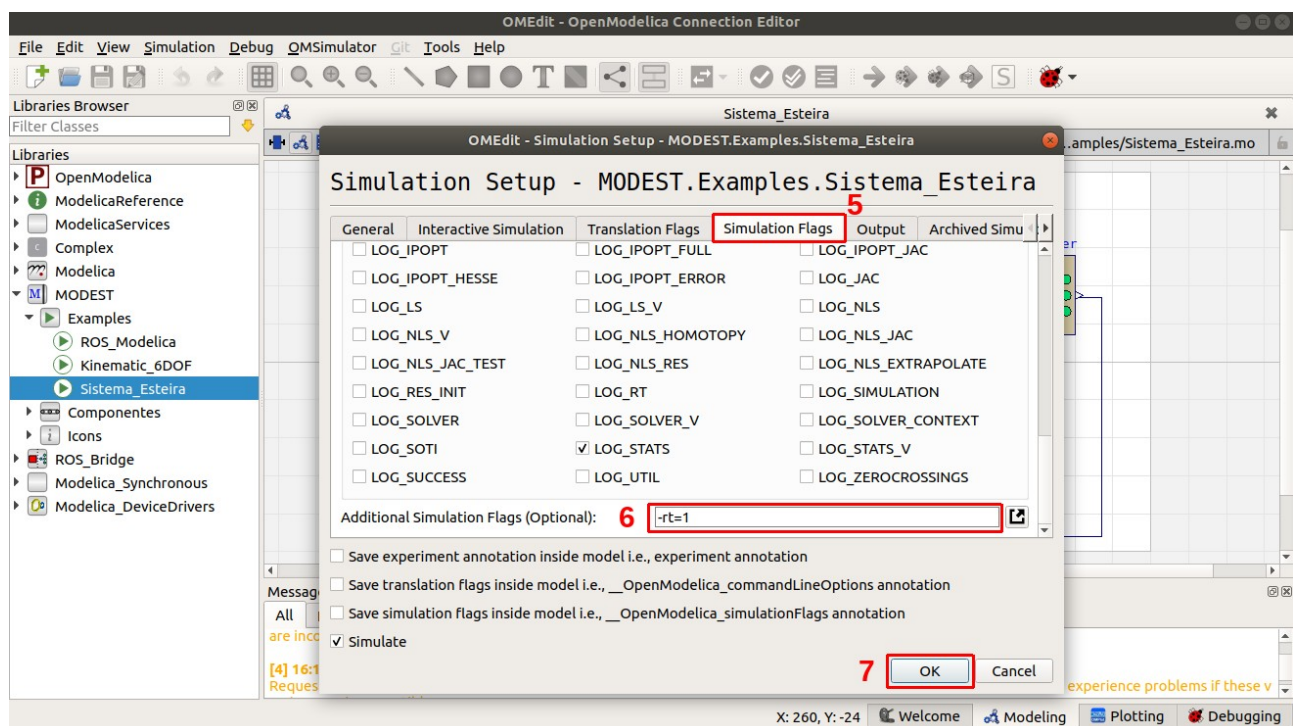 OMEdit - OpenModelica Connection Editor
File Edit View Simulation Debug OMSimulator Git Tools Help
T S
Libraries Browser
Filter Classes
Libraries
P OpenModelica
i ModelicaReference
ModelicaServices
C Complex
m Modelica
M MODEST
Examples
ROS_Modelica
Kinematic_6DOF
Sistema_Esteira
Componentes
i Icons
ROS_Bridge
Modelica_Synchronous
Modelica_DeviceDrivers
Sistema_Esteira
...amples/Sistema_Esteira.mo
er
OMEdit - Simulation Setup - MODEST.Examples.Sistema_Esteira
Simulation Setup - MODEST.Examples.Sistema_Esteira
5
General Interactive Simulation Translation Flags Simulation Flags Output Archived Simu
LOG_IPOPT LOG_IPOPT_FULL LOG_IPOPT_JAC
LOG_IPOPT_HESSE LOG_IPOPT_ERROR LOG_JAC
LOG_LS LOG_LS_V LOG_NLS
LOG_NLS_V LOG_NLS_HOMOTOPY LOG_NLS_JAC
LOG_NLS_JAC_TEST LOG_NLS_RES LOG_NLS_EXTRAPOLATE
LOG_RES_INIT LOG_RT LOG_SIMULATION
LOG_SOLVER LOG_SOLVER_V LOG_SOLVER_CONTEXT
LOG_SOTI LOG_STATS LOG_STATS_V
LOG_SUCCESS LOG_UTIL LOG_ZEROCROSSINGS
Additional Simulation Flags (Optional): 6 -rt=1
Save experiment annotation inside model i.e., experiment annotation
Save translation flags inside model i.e., __OpenModelica_commandLineOptions annotation
Save simulation flags inside model i.e., __OpenModelica_simulationFlags annotation
Simulate
7 OK Cancel
Messag
All
are inco
[4] 16:1
Reques
experience problems if these v
X: 260, Y: -24 Welcome Modeling Plotting Debugging